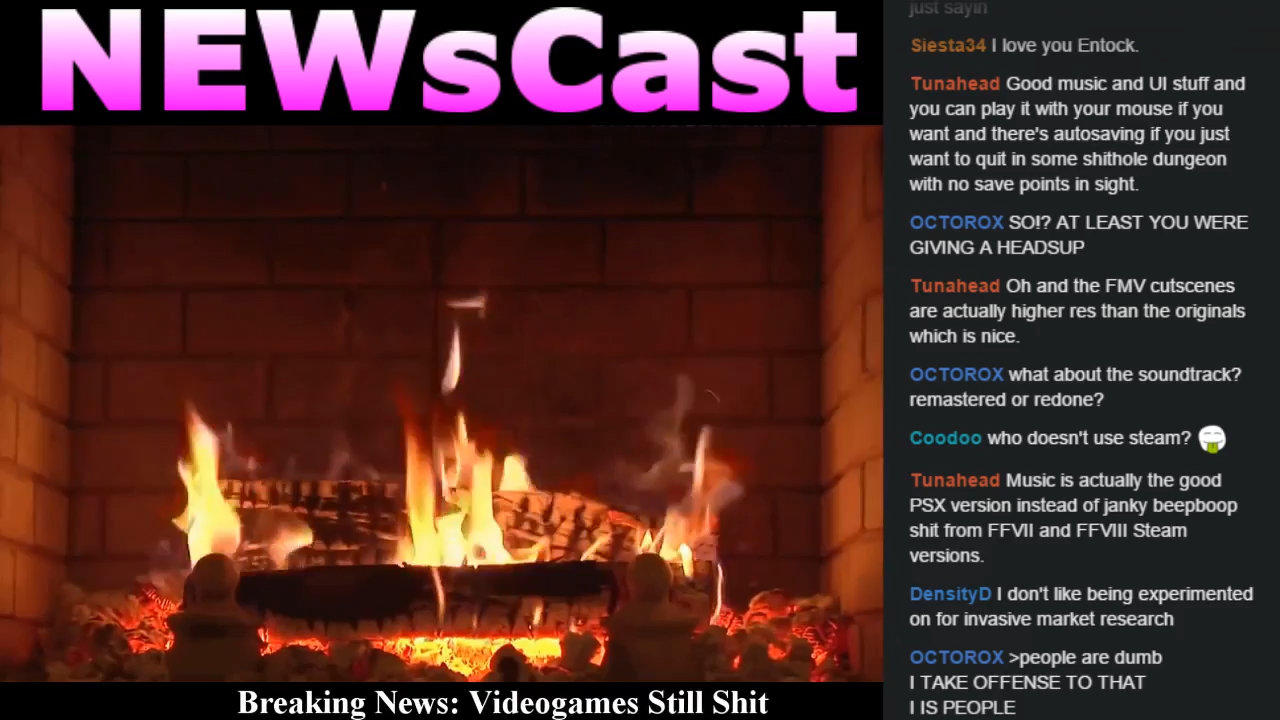 NEWsCast
just sayin
Siesta34 I love you Entock.
Tunahead Good music and UI stuff and
you can play it with your mouse if you
want and there's autosaving if you just
want to quit in some shithole dungeon
with no save points in sight.
OCTOROX SO!? AT LEAST YOU WERE
GIVING A HEADSUP
Tunahead Oh and the FMV cutscenes
are actually higher res than the originals
which is nice.
OCTOROX what about the soundtrack?
remastered or redone?
Coodoo who doesn't use steam?
Tunahead Music is actually the good
PSX version instead of janky beepboop
shit from FFVII and FFVIII Steam
versions.
DensityD I don't like being experimented
on for invasive market research
OCTOROX >people are dumb
I TAKE OFFENSE TO THAT
I IS PEOPLE
Breaking News: Videogames Still Shit